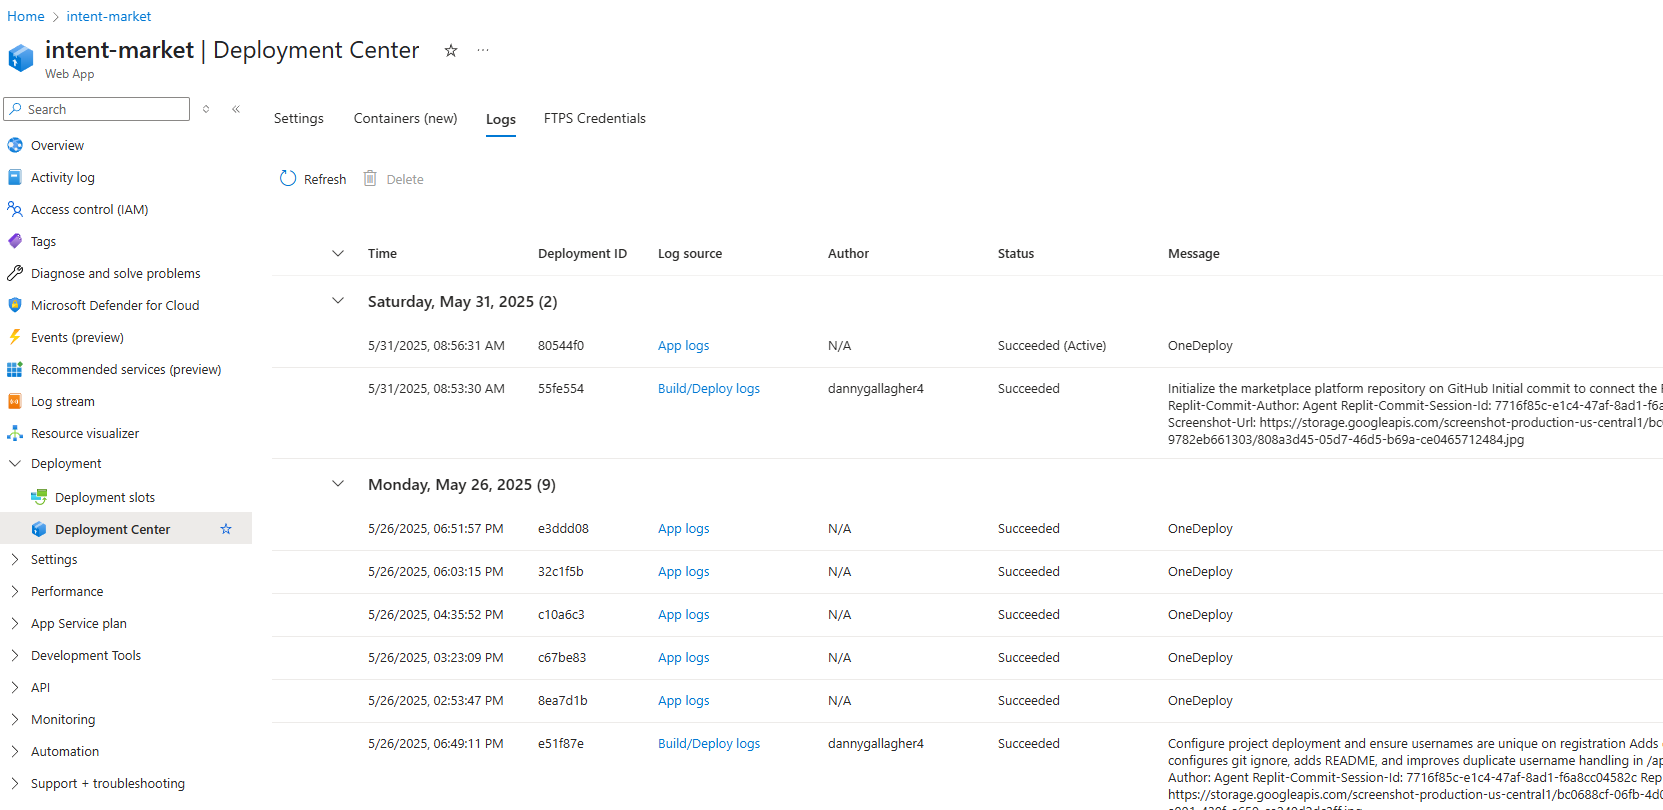 Home > intent-market
intent-market | Deployment Center
Web App
Search
Overview
Activity log
Access control (IAM)
Tags
Diagnose and solve problems
Microsoft Defender for Cloud
Events (preview)
Recommended services (preview)
Log stream
Resource visualizer
Deployment
Deployment slots
Deployment Center
Settings
Performance
App Service plan
Development Tools
API
Monitoring
Automation
Support + troubleshooting
Settings Containers (new) Logs FTPS Credentials
Refresh Delete
Time Deployment ID Log source Author Status Message
Saturday, May 31, 2025 (2)
5/31/2025, 08:56:31 AM 80544f0 App logs N/A Succeeded (Active) OneDeploy
5/31/2025, 08:53:30 AM 55fe554 Build/Deploy logs dannygallagher4 Succeeded Initialize the marketplace platform repository on GitHub Initial commit to connect the
Replit-Commit-Author: Agent Replit-Commit-Session-Id: 7716f85c-e1c4-47af-8ad1-f6a
Screenshot-Url: https://storage.googleapis.com/screenshot-production-us-central1/bc
9782eb661303/808a3d45-05d7-46d5-b69a-ce0465712484.jpg
Monday, May 26, 2025 (9)
5/26/2025, 06:51:57 PM e3ddd08 App logs N/A Succeeded OneDeploy
5/26/2025, 06:03:15 PM 32c1f5b App logs N/A Succeeded OneDeploy
5/26/2025, 04:35:52 PM c10a6c3 App logs N/A Succeeded OneDeploy
5/26/2025, 03:23:09 PM c67be83 App logs N/A Succeeded OneDeploy
5/26/2025, 02:53:47 PM 8ea7d1b App logs N/A Succeeded OneDeploy
5/26/2025, 06:49:11 PM e51f87e Build/Deploy logs dannygallagher4 Succeeded Configure project deployment and ensure usernames are unique on registration Adds
configures git ignore, adds README, and improves duplicate username handling in /ap
Author: Agent Replit-Commit-Session-Id: 7716f85c-e1c4-47af-8ad1-f6a8cc04582c Rep
https://storage.googleapis.com/screenshot-production-us-central1/bc0688cf-06fb-4d0